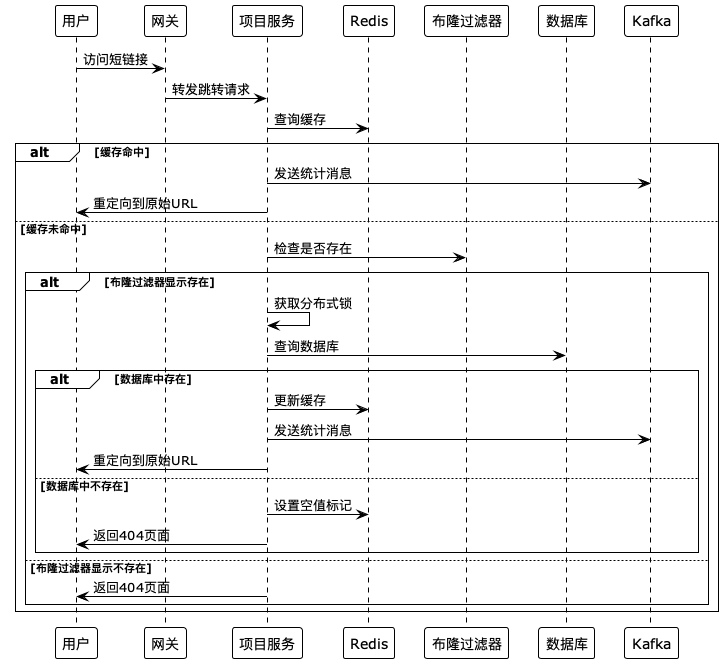 用户 网关 项目服务 Redis 布隆过滤器 数据库 Kafka
访问短链接
转发跳转请求
查询缓存
alt [缓存命中]
发送统计消息
重定向到原始URL
[缓存未命中]
检查是否存在
alt [布隆过滤器显示存在]
获取分布式锁
查询数据库
alt [数据库中存在]
更新缓存
发送统计消息
重定向到原始URL
[数据库中不存在]
设置空值标记
返回404页面
[布隆过滤器显示不存在]
返回404页面
用户 网关 项目服务 Redis 布隆过滤器 数据库 Kafka